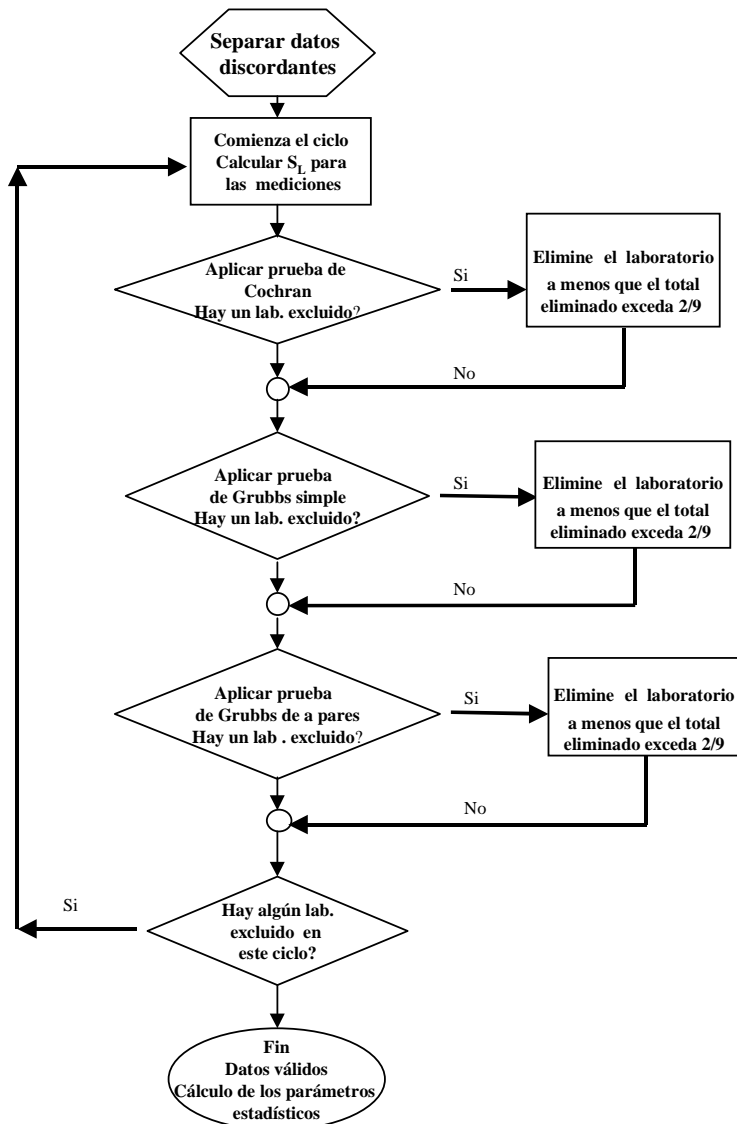 Separar datos
discordantes
Comienza el ciclo
Calcular SL para
las mediciones
Aplicar prueba de
Cochran
Hay un lab. excluido?
Si
Elimine el laboratorio
a menos que el total
eliminado exceda 2/9
No
Aplicar prueba
de Grubbs simple
Hay un lab. excluido?
Si
Elimine el laboratorio
a menos que el total
eliminado exceda 2/9
No
Aplicar prueba
de Grubbs de a pares
Hay un lab . excluido?
Si
Elimine el laboratorio
a menos que el total
eliminado exceda 2/9
No
Si
Hay algún lab.
excluido en
este ciclo?
Fin
Datos válidos
Cálculo de los parámetros
estadísticos